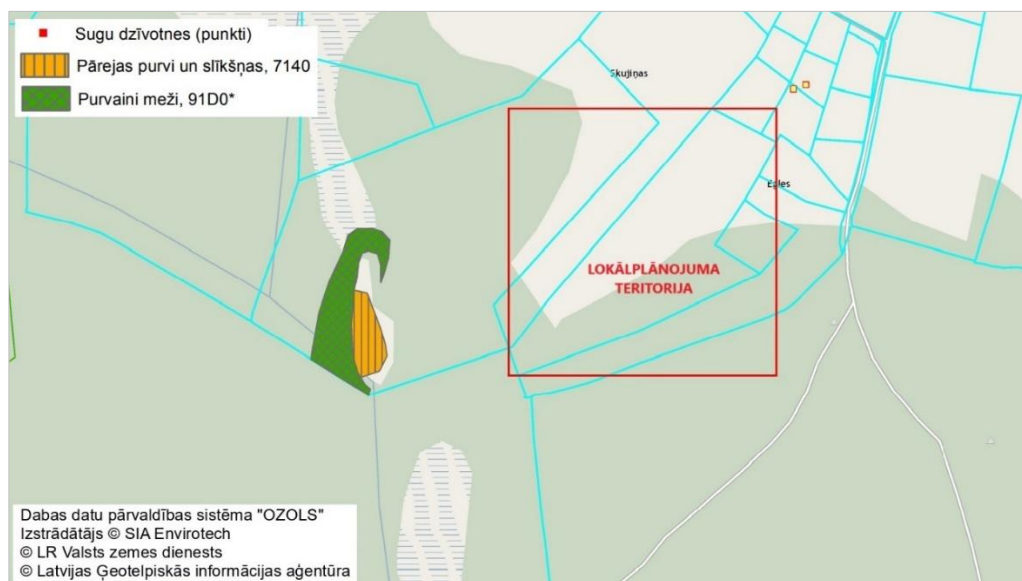 Sugu dzīvotnes (punkti)
Pārejas purvi un slīkšņas, 7140
Purvaini meži, 91D0*
Skujiņas
Egles
LOKĀLPLĀNOJUMA
TERITORIJA
Dabas datu pārvaldības sistēma "OZOLS"
Izstrādātājs © SIA Envirotech
© LR Valsts zemes dienests
© Latvijas Ģeotelpiskās informācijas aģentūra